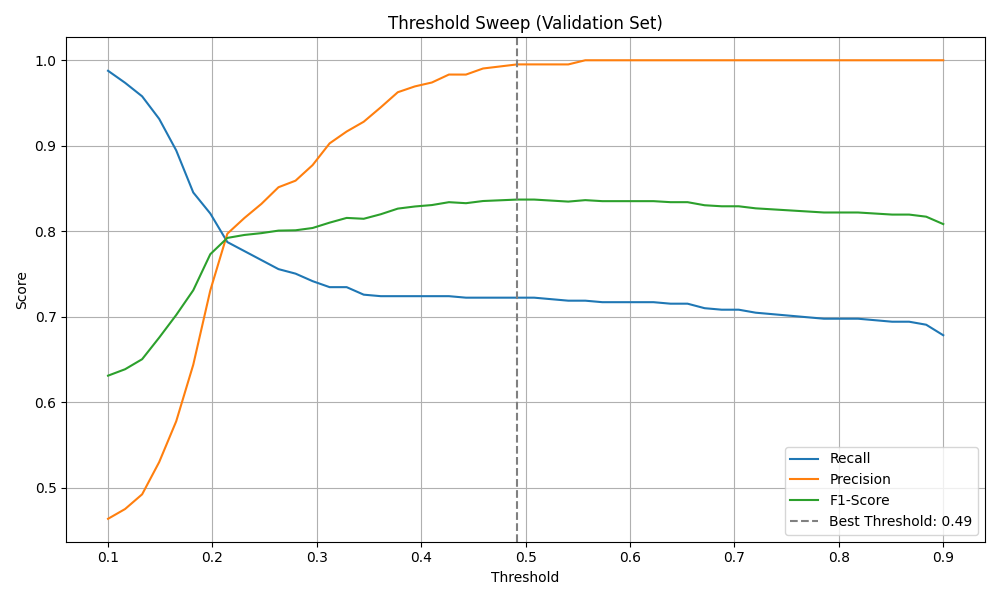 Threshold Sweep (Validation Set)
Score
1.0
0.9
0.8
0.7
0.6
0.5
0.1 0.2 0.3 0.4 0.5 0.6 0.7 0.8 0.9
Threshold
Recall
Precision
F1-Score
Best Threshold: 0.49